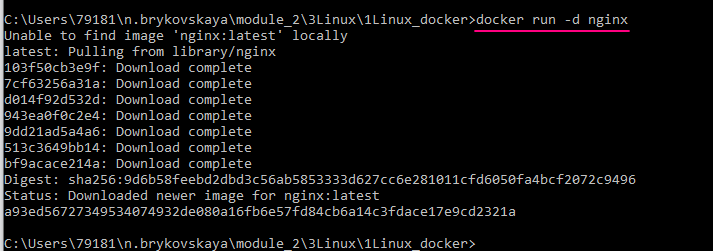 C:\Users\79181\n.brykovskaya\module_2\3Linux\1Linux_docker>docker run -d nginx
Unable to find image 'nginx:latest' locally
latest: Pulling from library/nginx
103f50cb3e9f: Download complete
7cf63256a31a: Download complete
d014f92d532d: Download complete
943ea0f0c2e4: Download complete
9dd21ad5a4a6: Download complete
513c3649bb14: Download complete
bf9acace214a: Download complete
Digest: sha256:9d6b58feebd2dbd3c56ab5853333d627cc6e281011cfd6050fa4bcf2072c9496
Status: Downloaded newer image for nginx:latest
a93ed56727349534074932de080a16fb6e57fd84cb6a14c3fdace17e9cd2321a
C:\Users\79181\n.brykovskaya\module_2\3Linux\1Linux_docker>